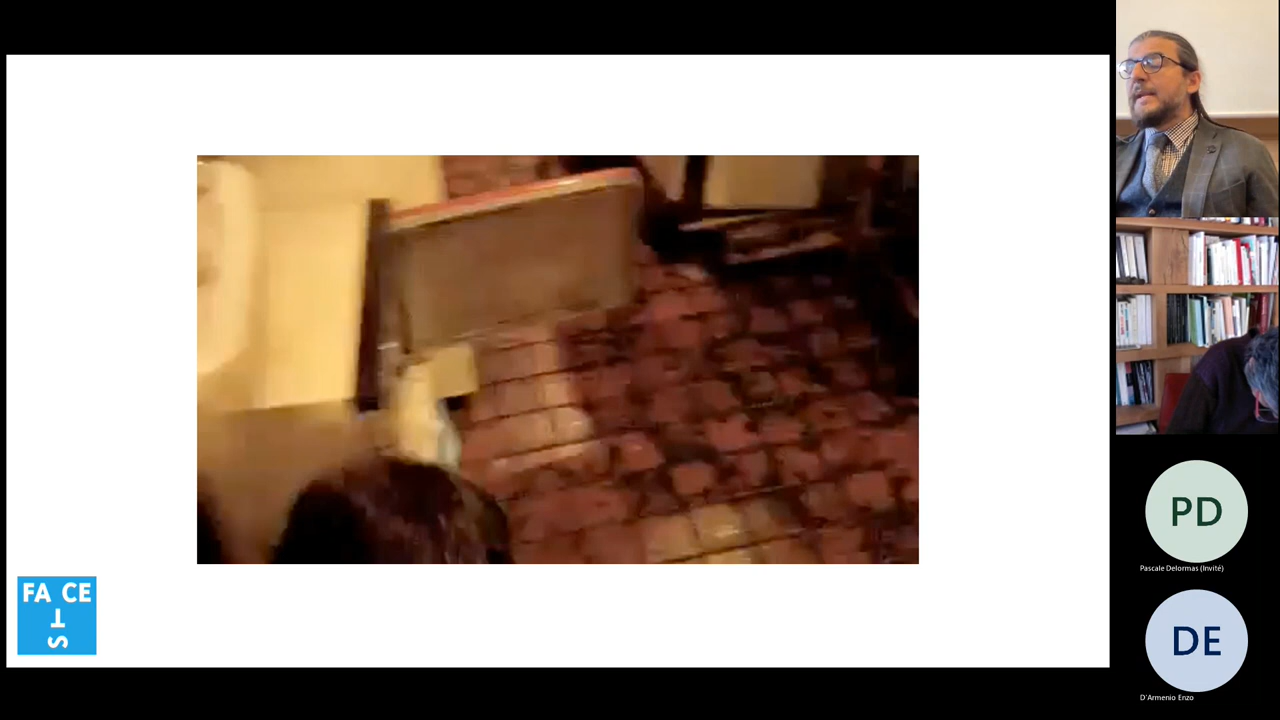 FA CE
T
S
PD
Pascale Delormas (Invité)
DE
D'Armenio Enzo